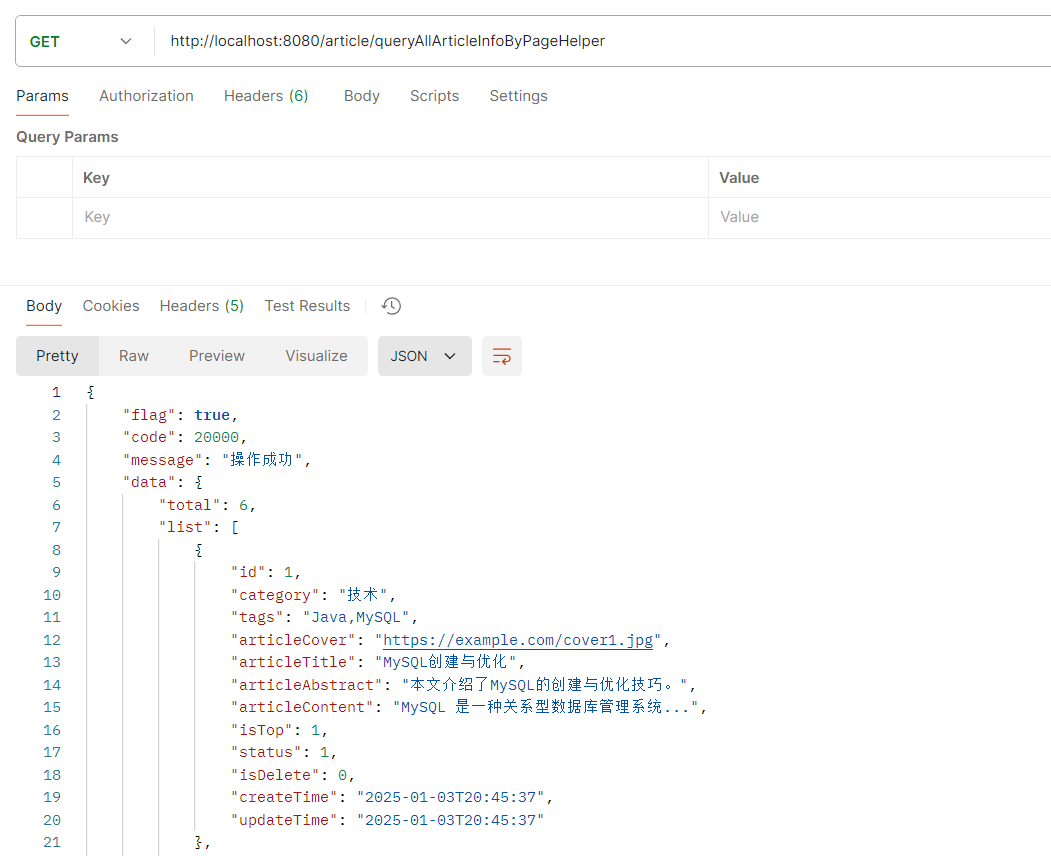 GET http://localhost:8080/article/queryAllArticleInfoByPageHelper
Params Authorization Headers (6) Body Scripts Settings
Query Params
Key Value
Key Value
Body Cookies Headers (5) Test Results
Pretty Raw Preview Visualize JSON
1 {
2 "flag": true,
3 "code": 20000,
4 "message": "操作成功",
5 "data": {
6 "total": 6,
7 "list": [
8 {
9 "id": 1,
10 "category": "技术",
11 "tags": "Java,MySQL",
12 "articleCover": "https://example.com/cover1.jpg",
13 "articleTitle": "MySQL创建与优化",
14 "articleAbstract": "本文介绍了MySQL的创建与优化技巧。",
15 "articleContent": "MySQL 是一种关系型数据库管理系统...",
16 "isTop": 1,
17 "status": 1,
18 "isDelete": 0,
19 "createTime": "2025-01-03T20:45:37",
20 "updateTime": "2025-01-03T20:45:37"
21 },